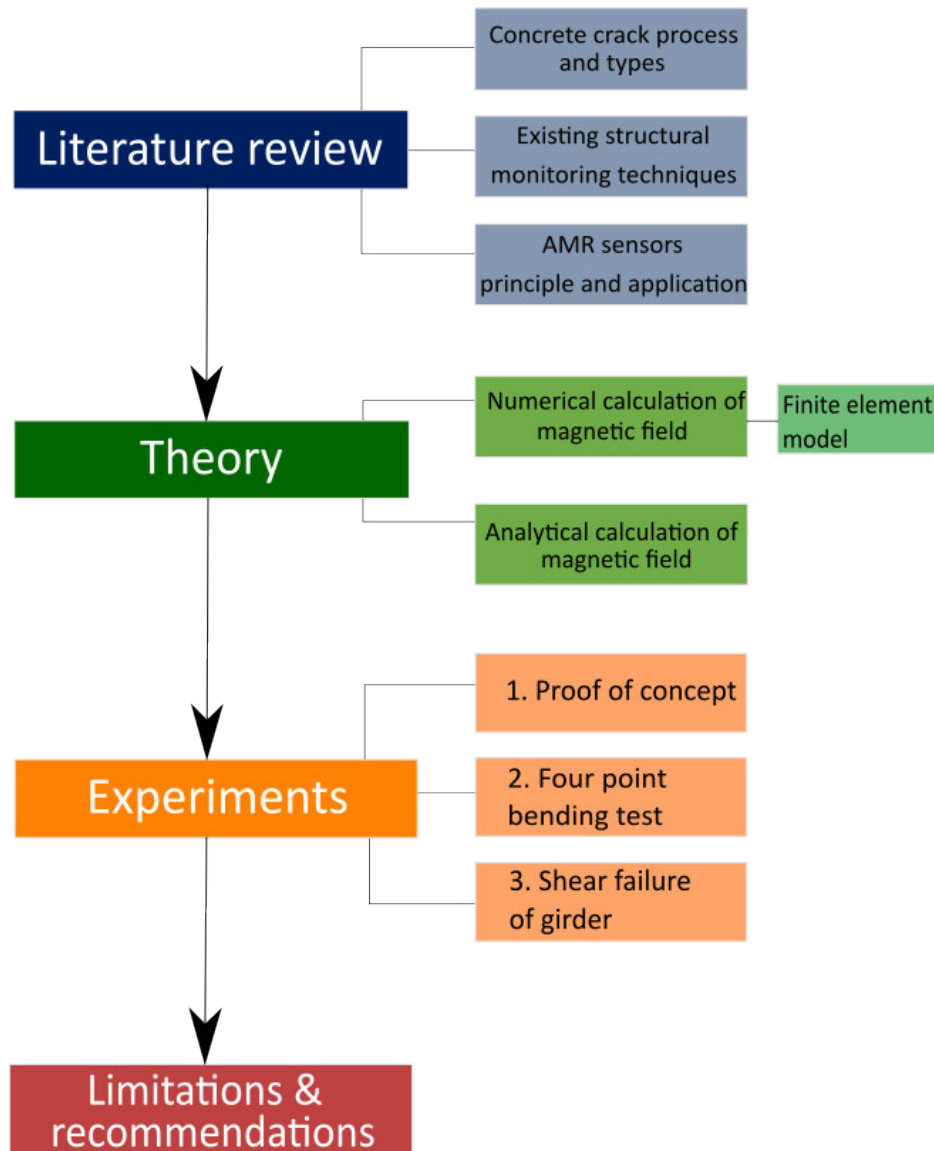 Literature review
Concrete crack process
and types
Existing structural
monitoring techniques
AMR sensors
principle and application
Theory
Numerical calculation of
magnetic field
Finite element
model
Analytical calculation of
magnetic field
Experiments
1. Proof of concept
2. Four point
bending test
3. Shear failure
of girder
Limitations &
recommendations